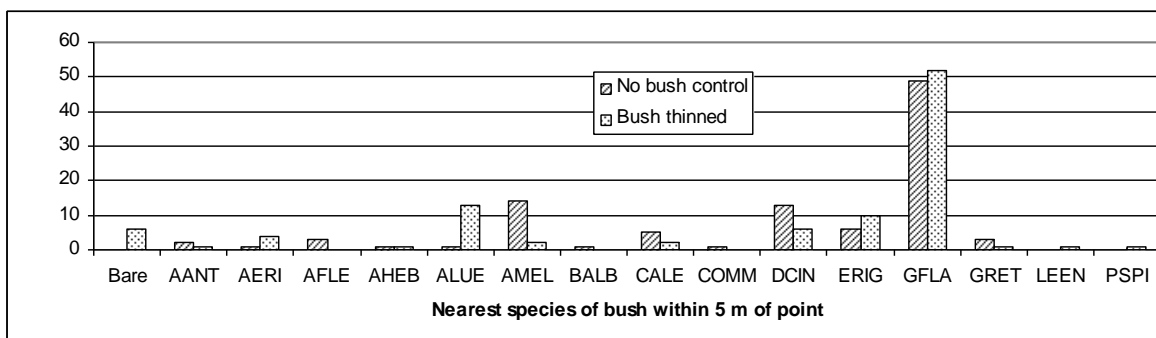 60
50
40
30
20
10
0
No bush control
Bush thinned
Bare AANT AERI AFLE AHEB ALUE AMEL BALB CALE COMM DCIN ERIG GFLA GRET LEEN PSPI
Nearest species of bush within 5 m of point